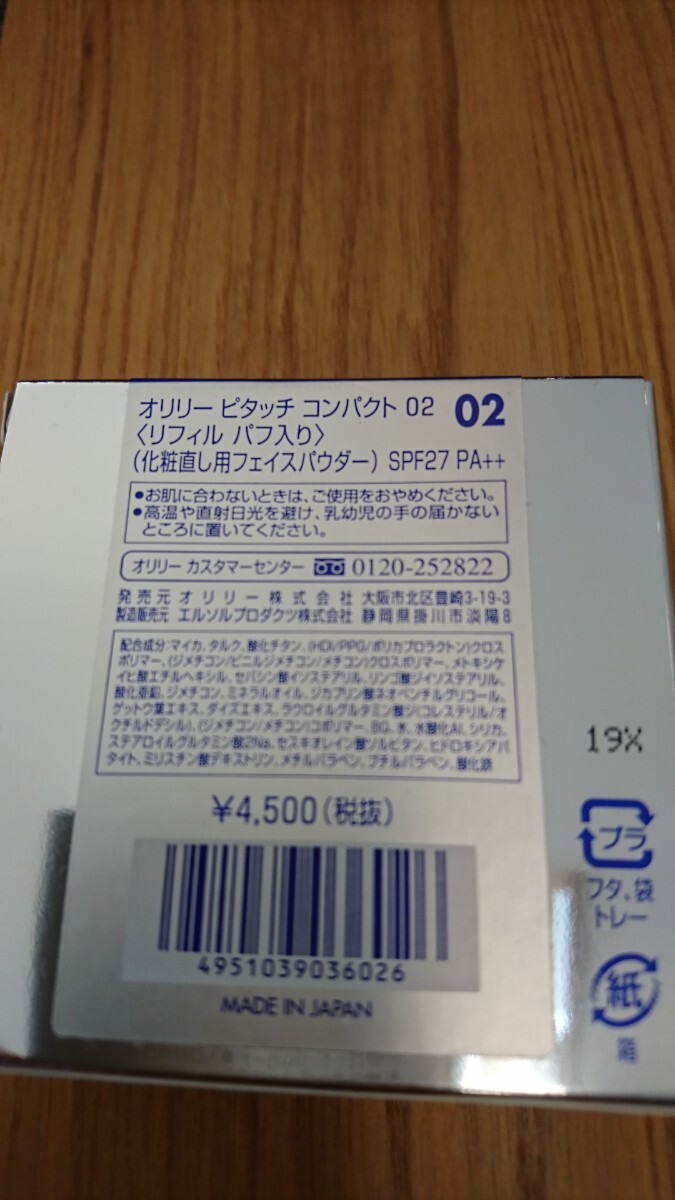 オリリー ピタッチ コンパクト 02 02
〈リフィル パフ入り〉
(化粧直し用フェイスパウダー) SPF27 PA++
●お肌に合わないときは、ご使用をおやめください。
●高温や直射日光を避け、乳幼児の手の届かない
ところに置いてください。
オリリー カスタマーセンター 0120-252822
発売元 オリリー株式会社 大阪市北区豊崎3-19-3
製造販売元 エルソルプロダクツ株式会社 静岡県掛川市淡陽8
配合成分:マイカ、タルク、酸化チタン、(HDI/PPG/ポリカプロラクトン)クロス
ポリマー、(ジメチコン/ビニルジメチコン/メチコン)クロスポリマー、メトキシケ
イヒ酸エチルヘキシル、セバシン酸イソステアリル、リンゴ酸ジイソステアリル、
酸化亜鉛、ジメチコン、ミネラルオイル、ジカプリン酸ネオペンチルグリコール、
ゲットウ葉エキス、ダイズエキス、ラウロイルグルタミン酸ジ(コレステリル/オ
クチルドデシル)、(ジメチコン/メチコン)コポリマー、BG、水、水酸化Al、シリカ、
ステアロイルグルタミン酸2Na、セスキオレイン酸ソルビタン、ヒドロキシアパ
タイト、ミリスチン酸デキストリン、メチルパラベン、ブチルパラベン、酸化鉄
¥4,500(税抜)
4951039036026
MADE IN JAPAN
19X
プラ
フタ、袋
トレー
紙
箱